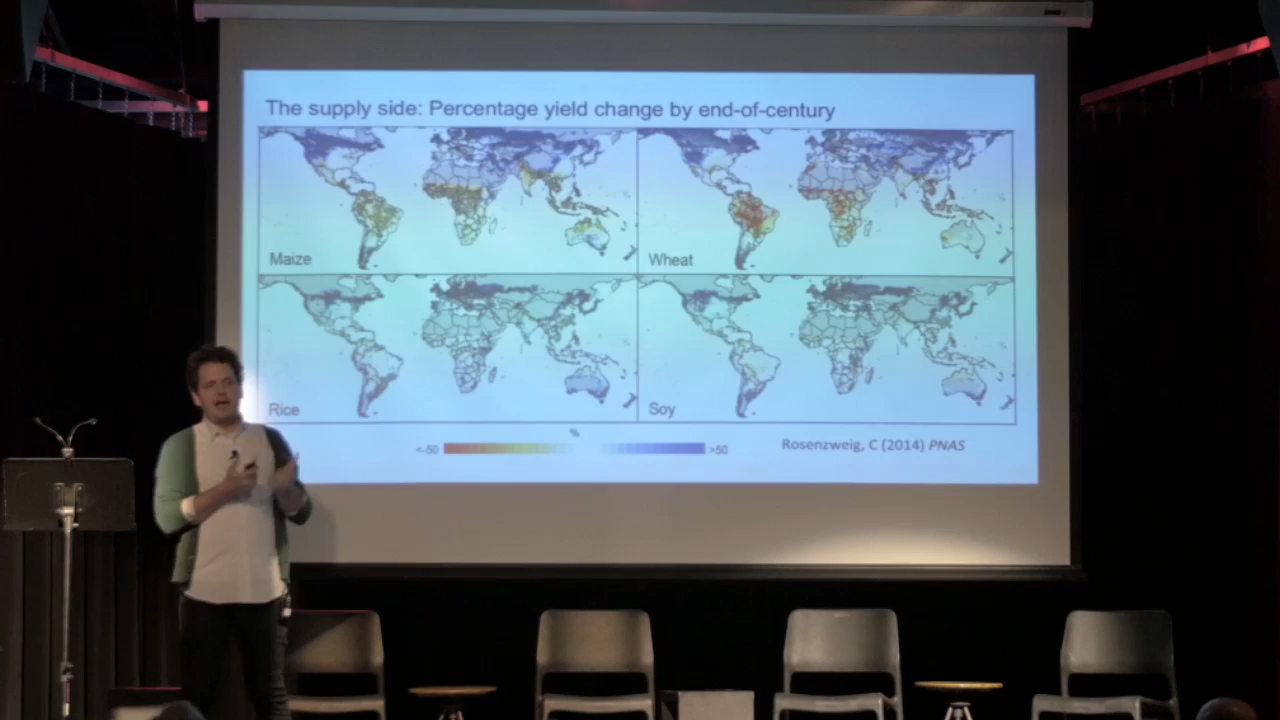 The supply side: Percentage yield change by end-of-century
Maize
Wheat
Rice
Soy
%
<-50
>50
Rosenzweig, C (2014) PNAS